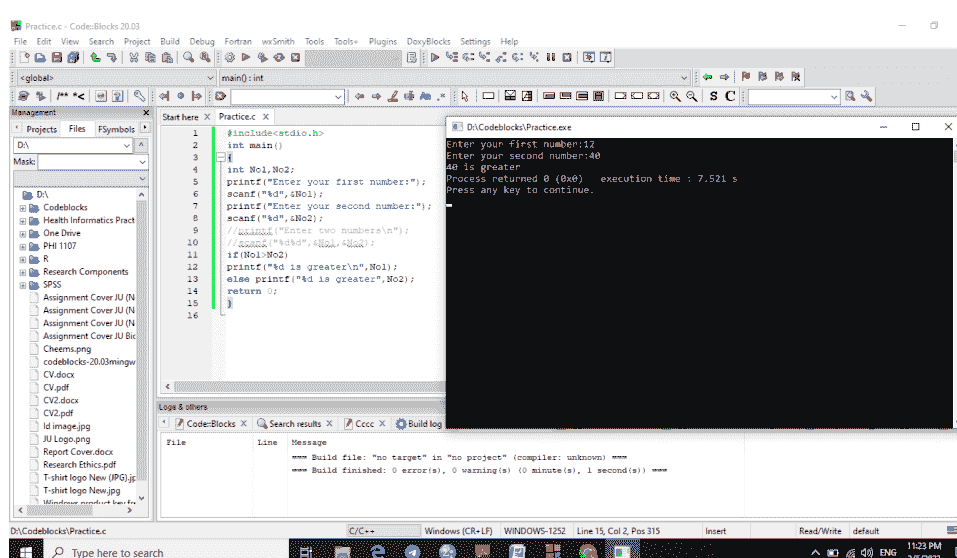 Practice.c - Code::Blocks 20.03
File Edit View Search Project Build Debug Fortran wxSmith Tools Tools+ Plugins DoxyBlocks Settings Help
<global>
main() : int
S C
Management
Projects Files FSymbols
D:\
Mask:
D:\
Codeblocks
Health Informatics Pract
One Drive
PHI 1107
R
Research Components
SPSS
Assignment Cover JU (N
Assignment Cover JU (N
Assignment Cover JU (N
Assignment Cover JU Bio
Cheems.png
codeblocks-20.03mingw
CV.docx
CV.pdf
CV2.docx
CV2.pdf
Id image.jpg
JU Logo.png
Report Cover.docx
Research Ethics.pdf
T-shirt logo New (JPG).jp
T-shirt logo New.jpg
Windows product key fr
Start here Practice.c
1 #include<stdio.h>
2 int main()
3 {
4 int No1,No2;
5 printf("Enter your first number:");
6 scanf("%d",&No1);
7 printf("Enter your second number:");
8 scanf("%d",&No2);
9 //printf("Enter two numbers\n");
10 //scanf("%d%d",&No1,&No2);
11 if(No1>No2)
12 printf("%d is greater\n",No1);
13 else printf("%d is greater",No2);
14 return 0;
15 }
16
D:\Codeblocks\Practice.exe
Enter your first number:12
Enter your second number:40
40 is greater
Process returned 0 (0x0) execution time : 7.521 s
Press any key to continue.
Logs & others
Code::Blocks Search results Cccc Build log
File Line Message
=== Build file: "no target" in "no project" (compiler: unknown) ===
=== Build finished: 0 error(s), 0 warning(s) (0 minute(s), 1 second(s)) ===
D:\Codeblocks\Practice.c C/C++ Windows (CR+LF) WINDOWS-1252 Line 15, Col 2, Pos 315 Insert Read/Write default
Type here to search
ENG
11:23 PM